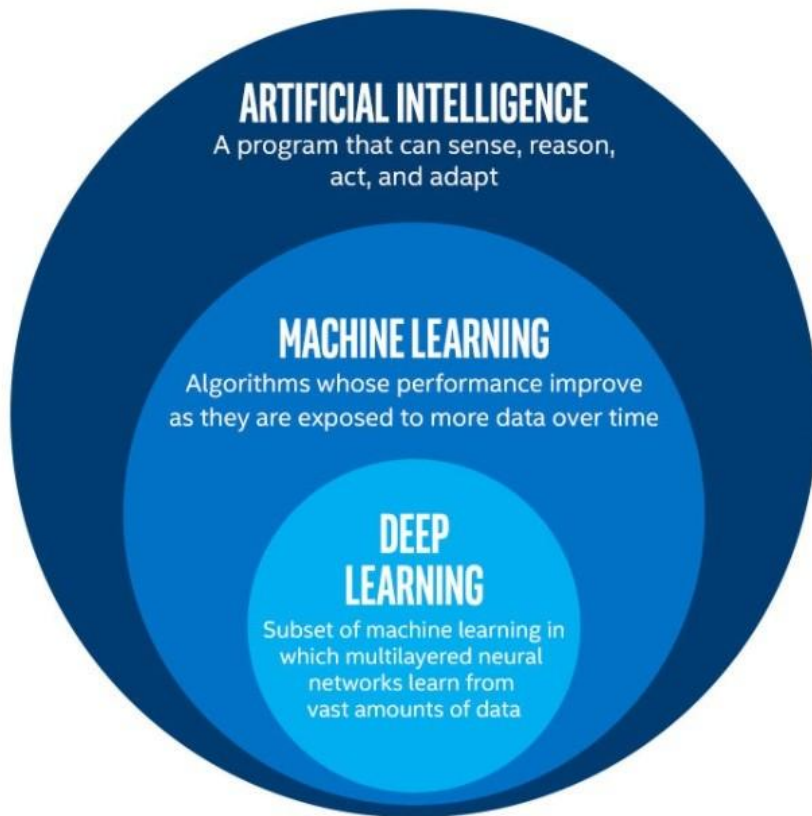 ARTIFICIAL INTELLIGENCE
A program that can sense, reason,
act, and adapt
MACHINE LEARNING
Algorithms whose performance improve
as they are exposed to more data over time
DEEP
LEARNING
Subset of machine learning in
which multilayered neural
networks learn from
vast amounts of data